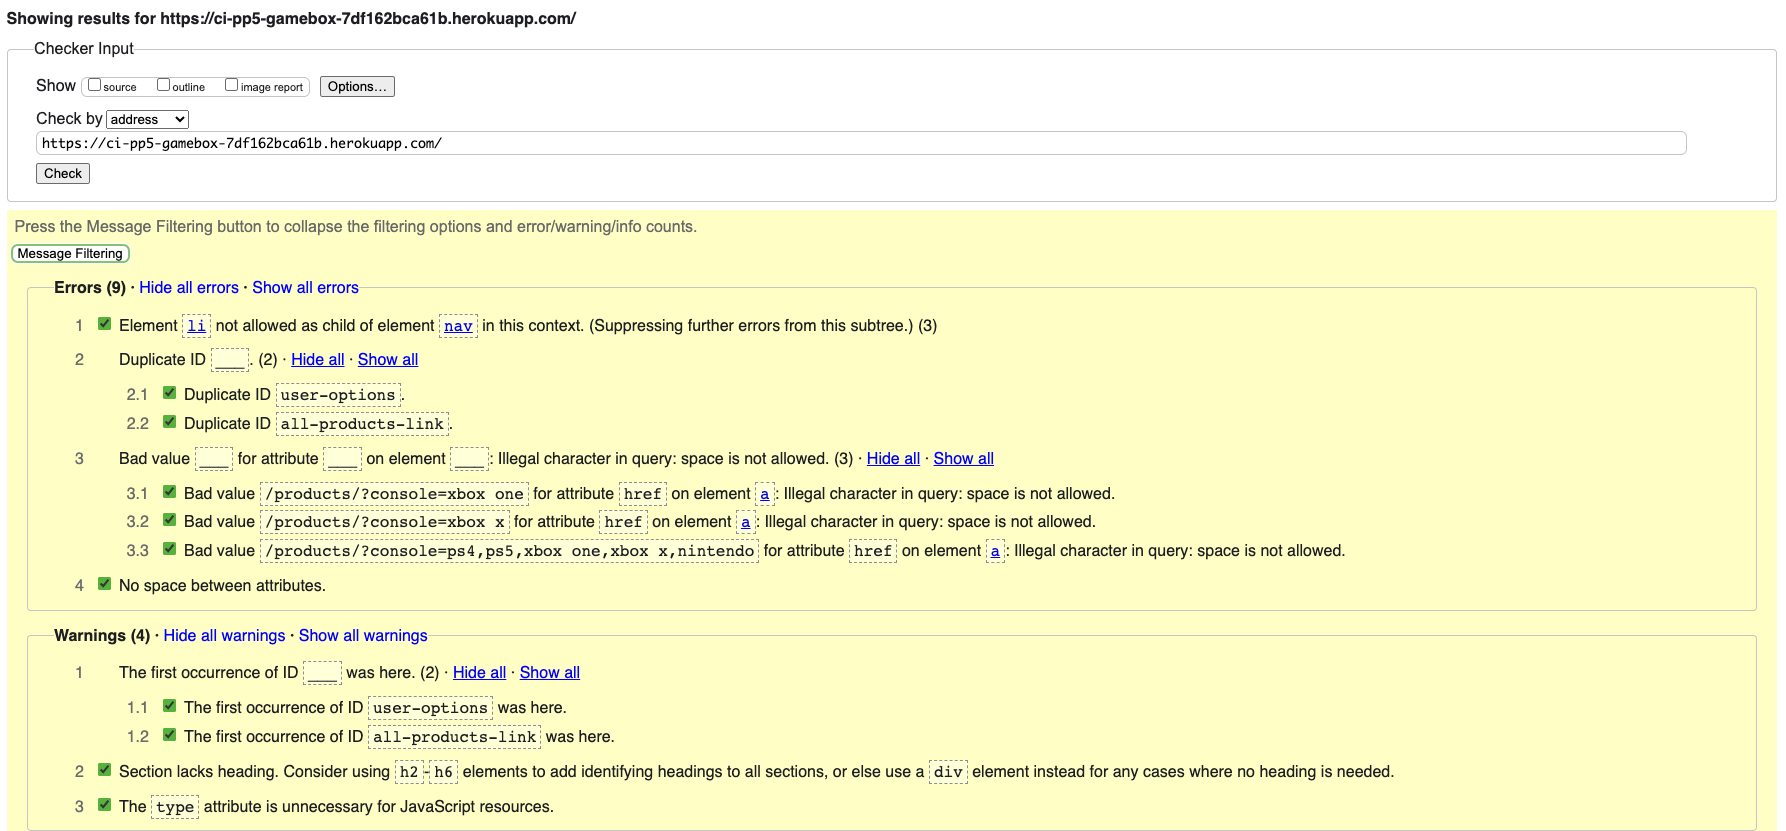 Showing results for https://ci-pp5-gamebox-7df162bca61b.herokuapp.com/
Checker Input
Show source outline image report Options...
Check by address
https://ci-pp5-gamebox-7df162bca61b.herokuapp.com/
Check
Press the Message Filtering button to collapse the filtering options and error/warning/info counts.
Message Filtering
Errors (9) · Hide all errors · Show all errors
1 Element li not allowed as child of element nav in this context. (Suppressing further errors from this subtree.) (3)
2 Duplicate ID ___. (2) · Hide all · Show all
2.1 Duplicate ID user-options.
2.2 Duplicate ID all-products-link.
3 Bad value ___ for attribute ___ on element ___: Illegal character in query: space is not allowed. (3) · Hide all · Show all
3.1 Bad value /products/?console=xbox one for attribute href on element a: Illegal character in query: space is not allowed.
3.2 Bad value /products/?console=xbox x for attribute href on element a: Illegal character in query: space is not allowed.
3.3 Bad value /products/?console=ps4,ps5,xbox one,xbox x,nintendo for attribute href on element a: Illegal character in query: space is not allowed.
4 No space between attributes.
Warnings (4) · Hide all warnings · Show all warnings
1 The first occurrence of ID ___ was here. (2) · Hide all · Show all
1.1 The first occurrence of ID user-options was here.
1.2 The first occurrence of ID all-products-link was here.
2 Section lacks heading. Consider using h2-h6 elements to add identifying headings to all sections, or else use a div element instead for any cases where no heading is needed.
3 The type attribute is unnecessary for JavaScript resources.